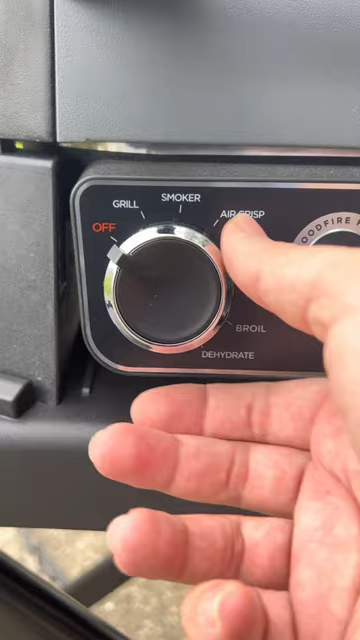 GRILL
SMOKER
AIR CRISP
OFF
BROIL
DEHYDRATE